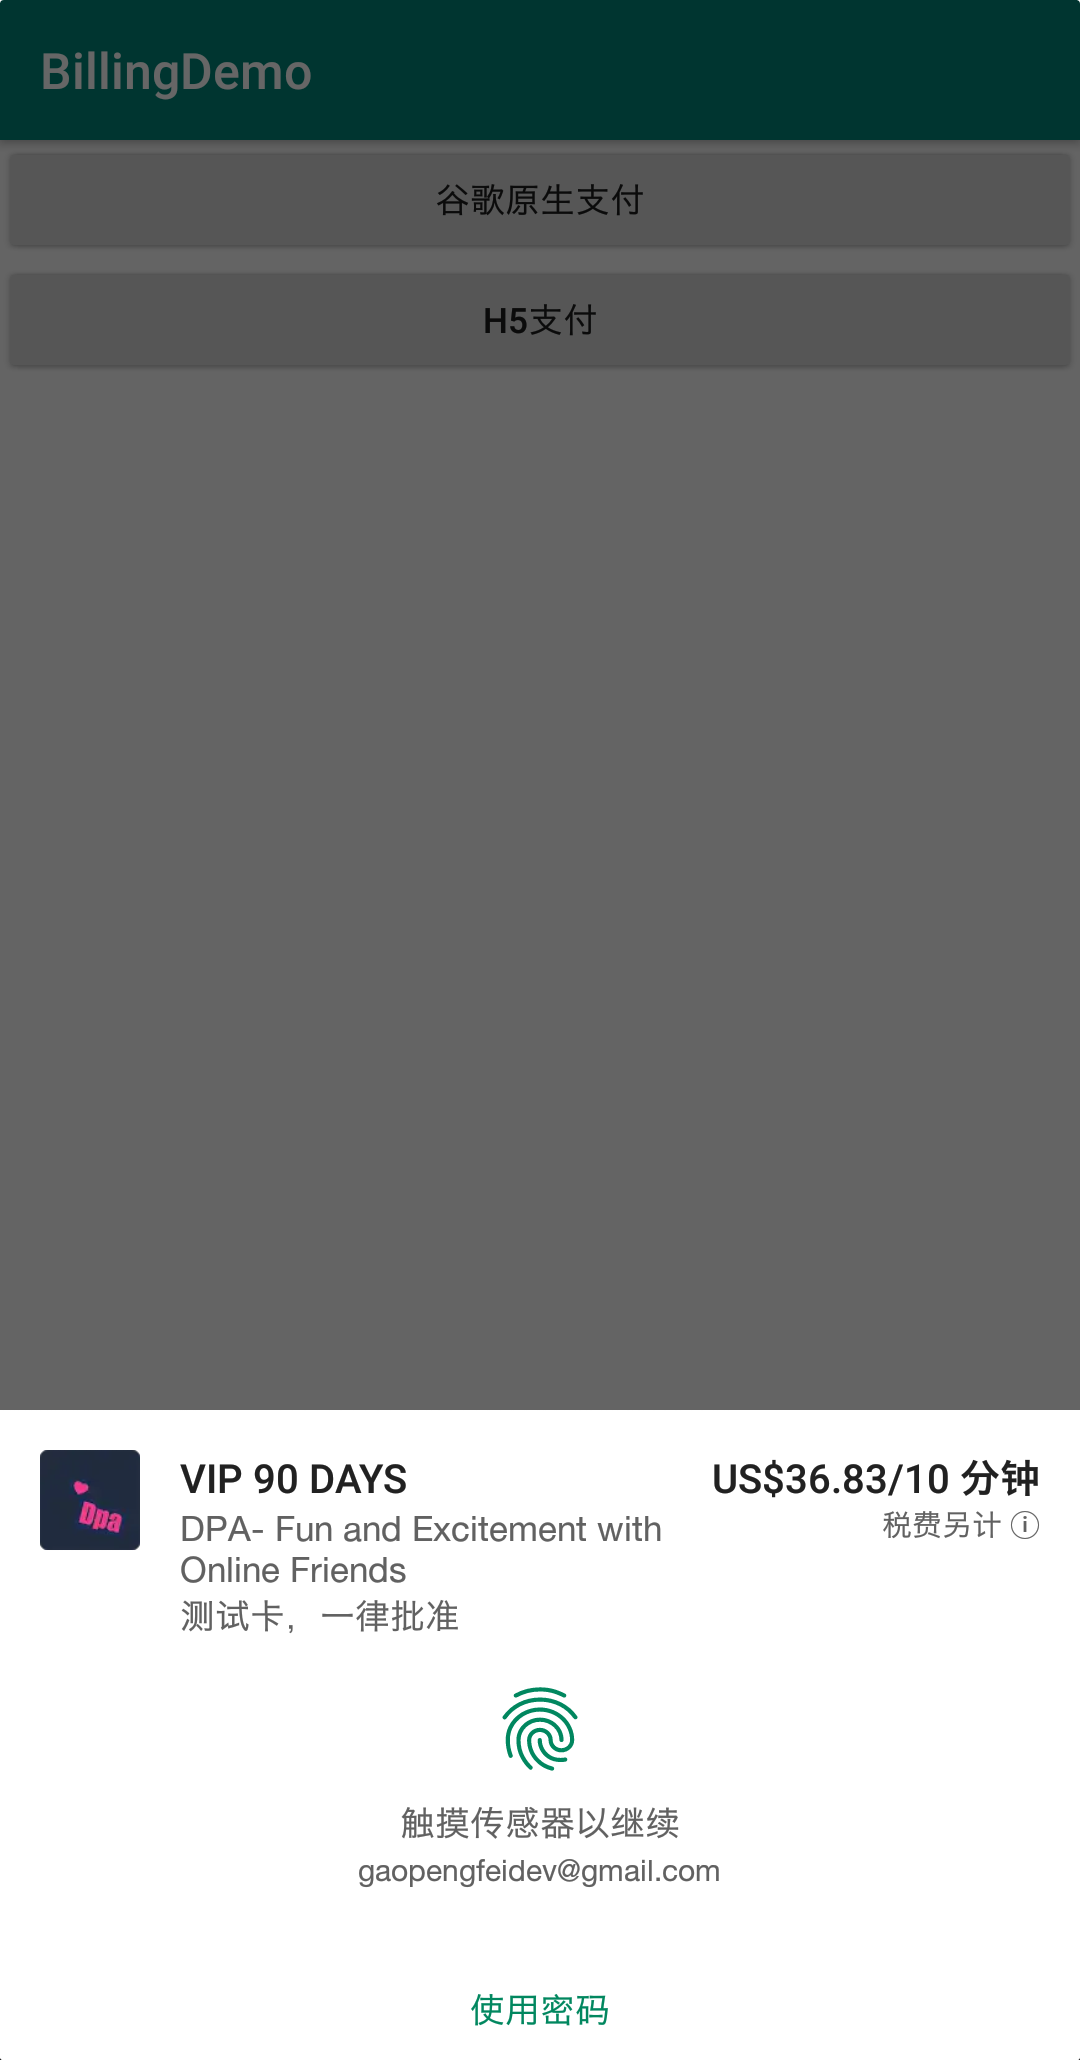 BillingDemo
谷歌原生支付
H5支付
Dpa
VIP 90 DAYS
US$36.83/10 分钟
DPA- Fun and Excitement with
Online Friends
税费另计
测试卡，一律批准
触摸传感器以继续
gaopengfeidev@gmail.com
使用密码